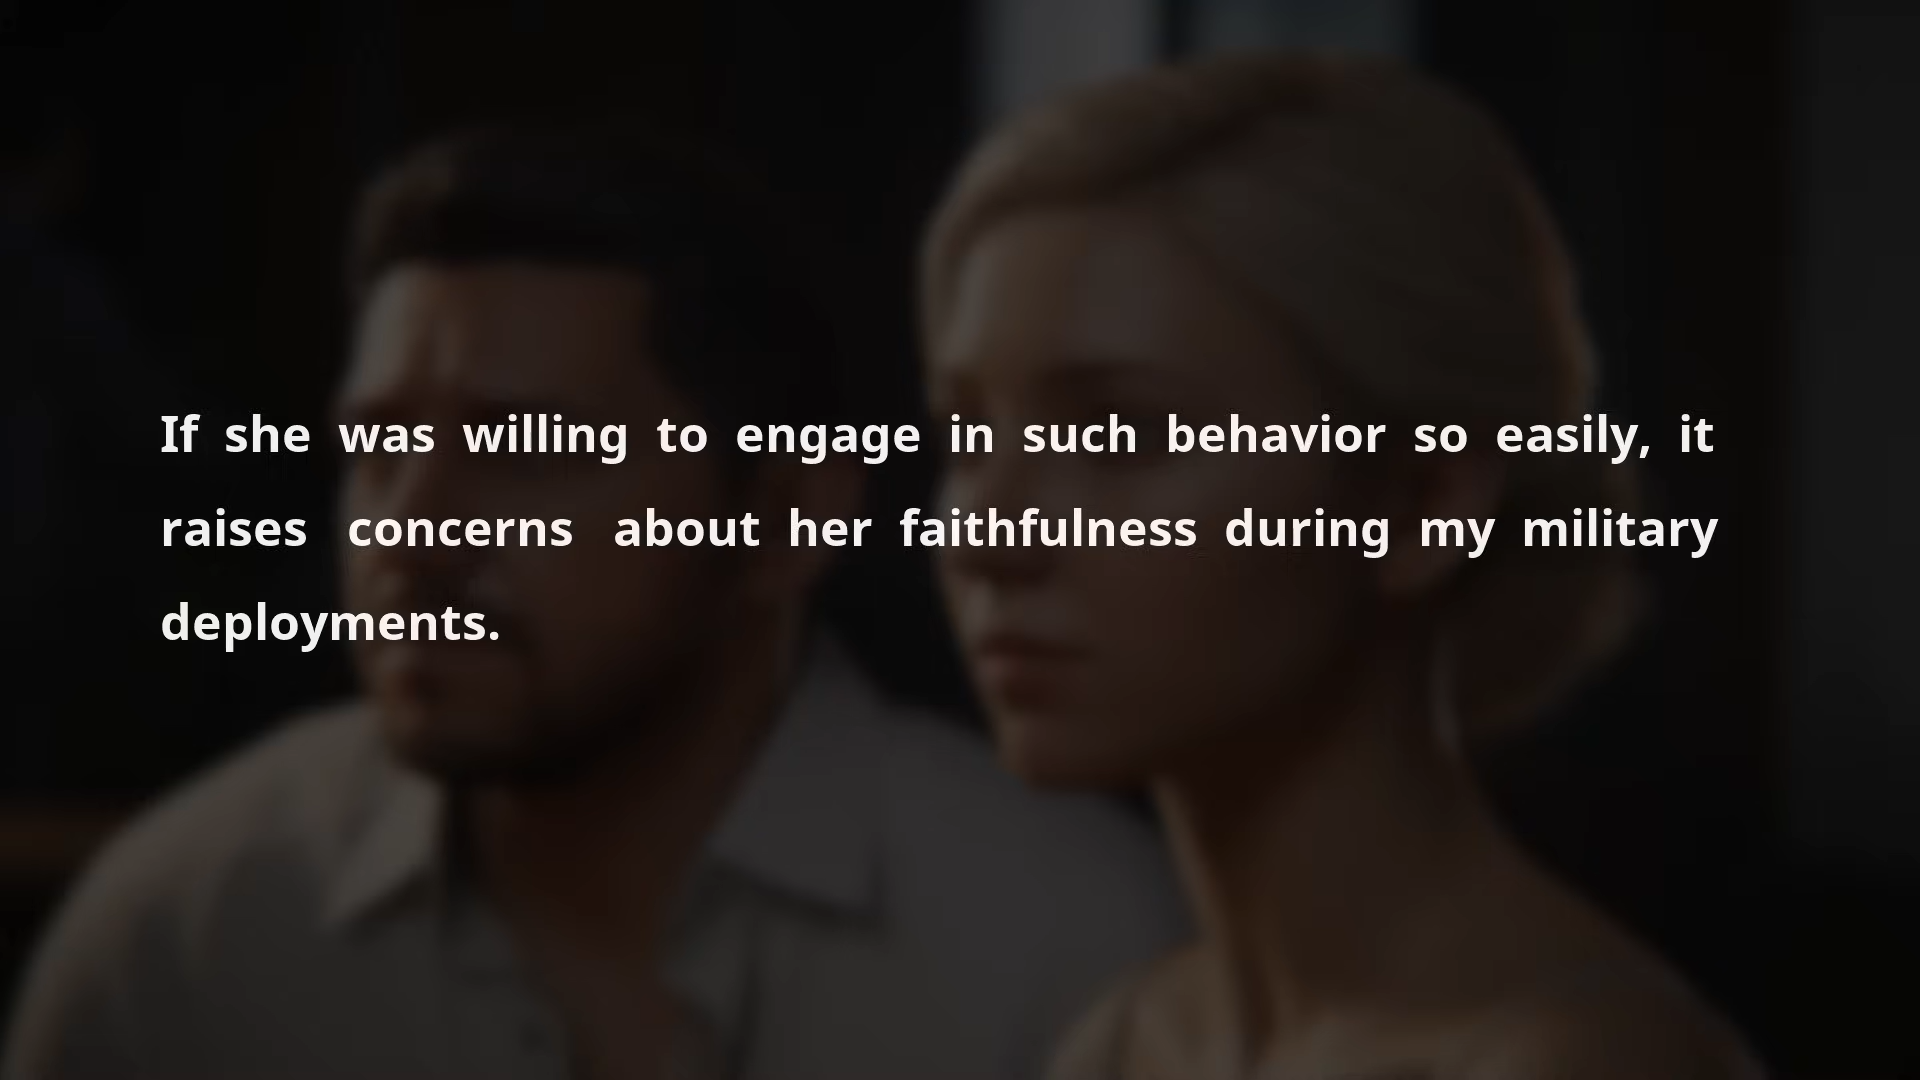 If she was willing to engage in such behavior so easily, it
raises concerns about her faithfulness during my military
deployments.